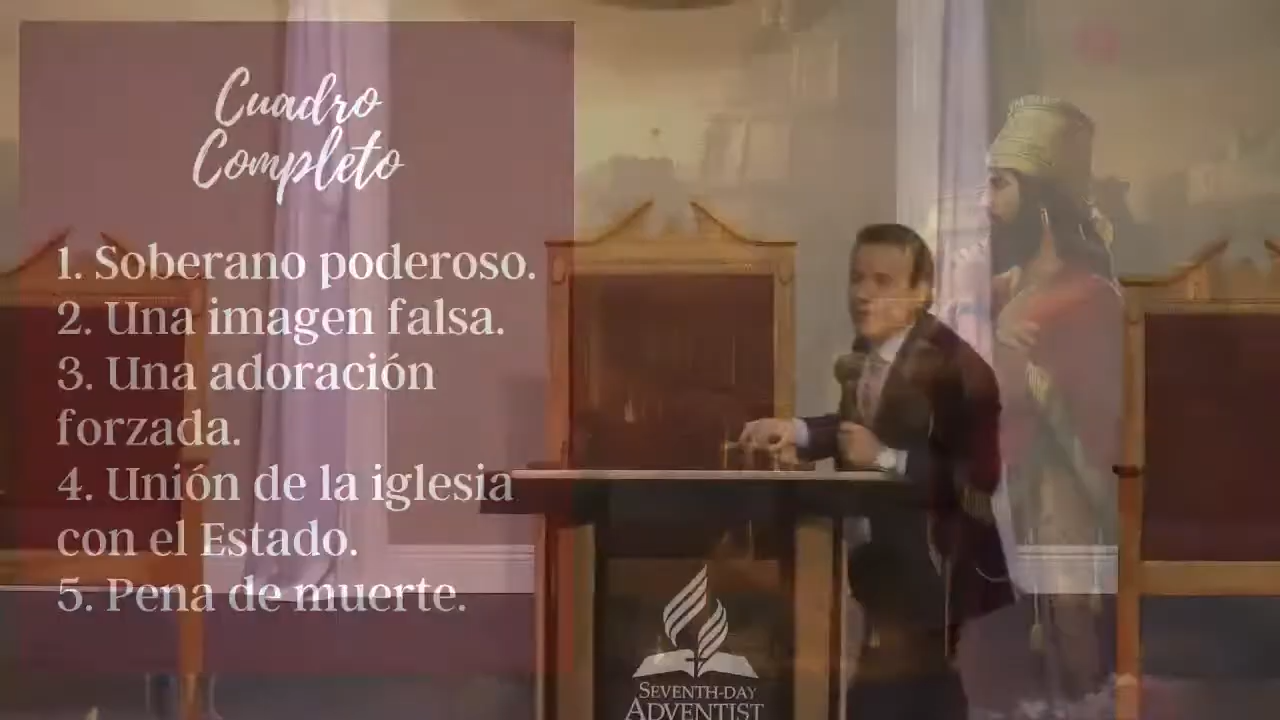 Cuadro
Completo
1. Soberano poderoso.
2. Una imagen falsa.
3. Una adoración
forzada.
4. Unión de la iglesia
con el Estado.
5. Pena de muerte.
SEVENTH-DAY
ADVENTIST